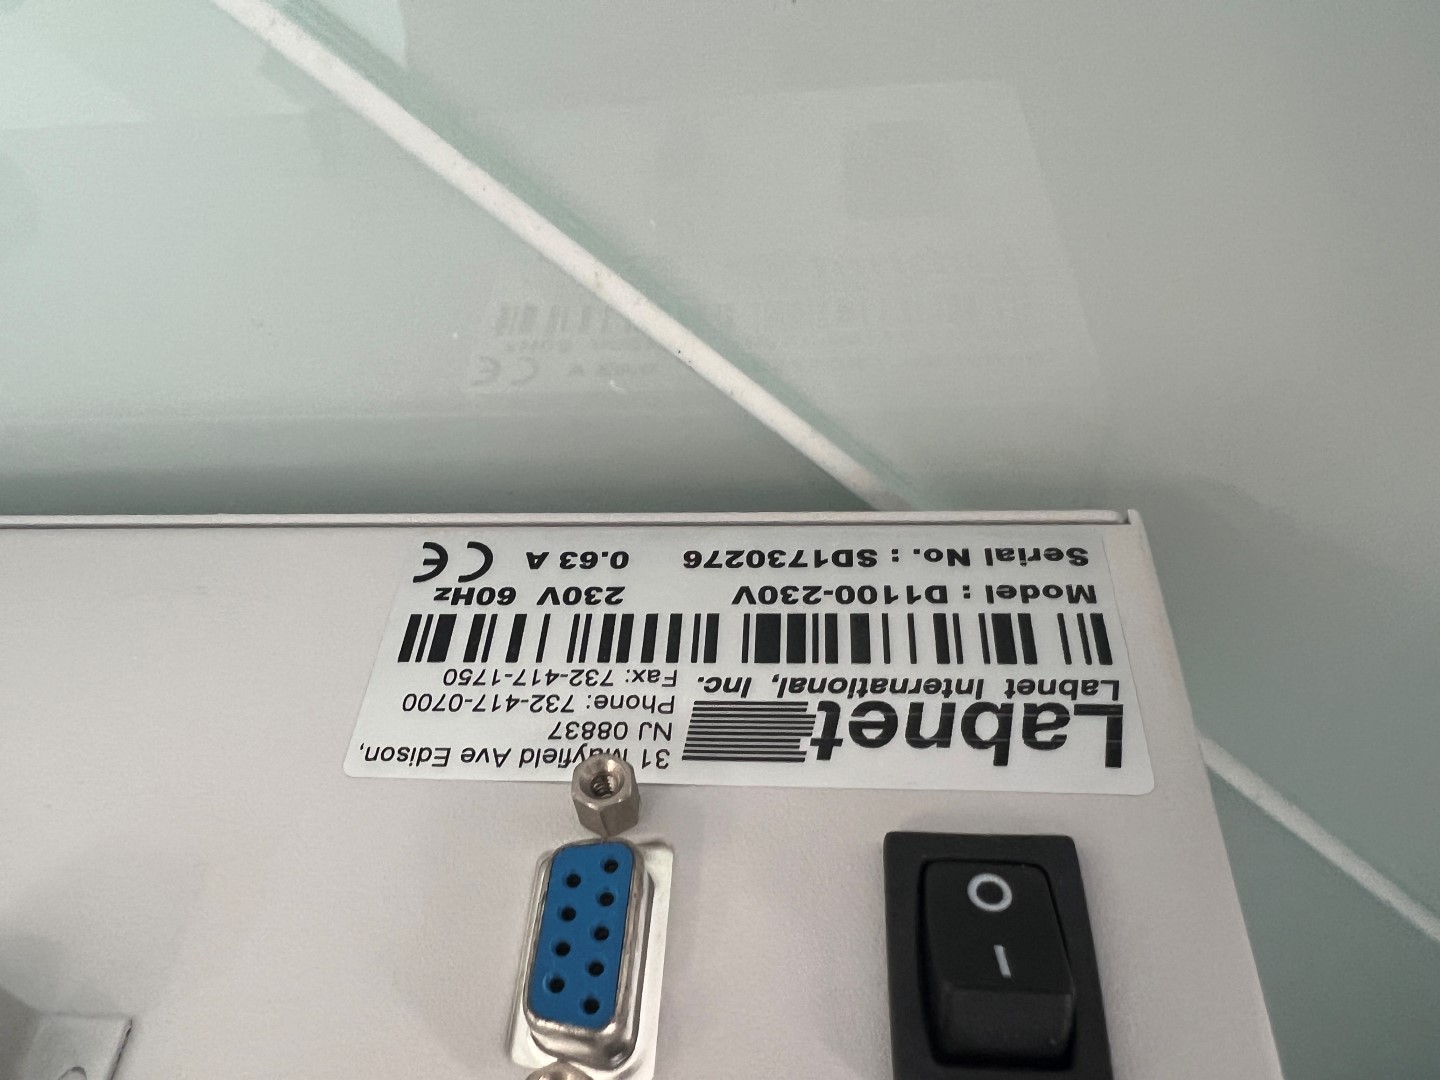 Labnet
Labnet International, Inc.
31 Mayfield Ave Edison,
NJ 08837
Phone: 732-417-0700
Fax: 732-417-1750
Model : D1100-230V 230V 60Hz
Serial No. : SD1730276 0.63 A CE
O
I